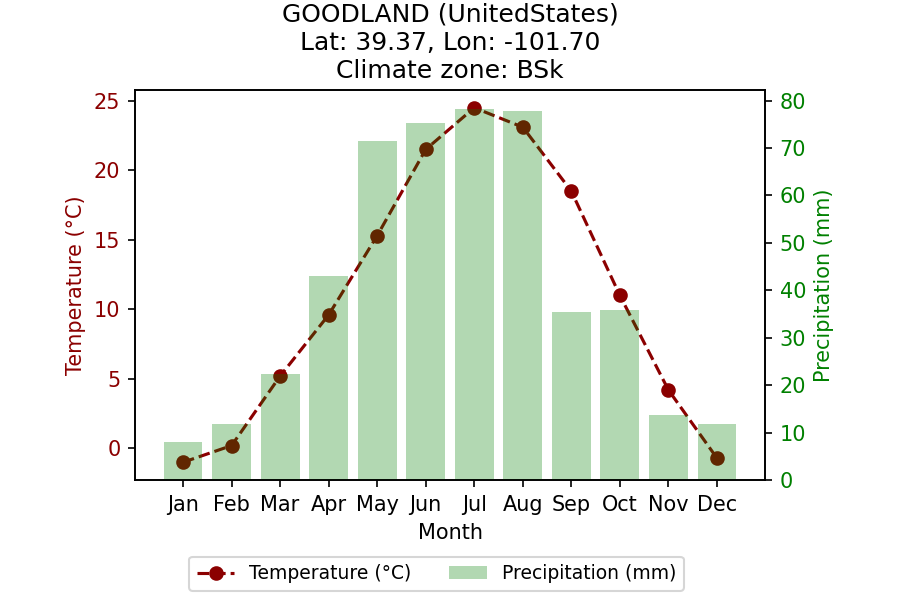 GOODLAND (UnitedStates)
Lat: 39.37, Lon: -101.70
Climate zone: BSk
25
20
15
10
5
0
Temperature (°C)
80
70
60
50
40
30
20
10
0
Precipitation (mm)
Jan Feb Mar Apr May Jun Jul Aug Sep Oct Nov Dec
Month
Temperature (°C) Precipitation (mm)